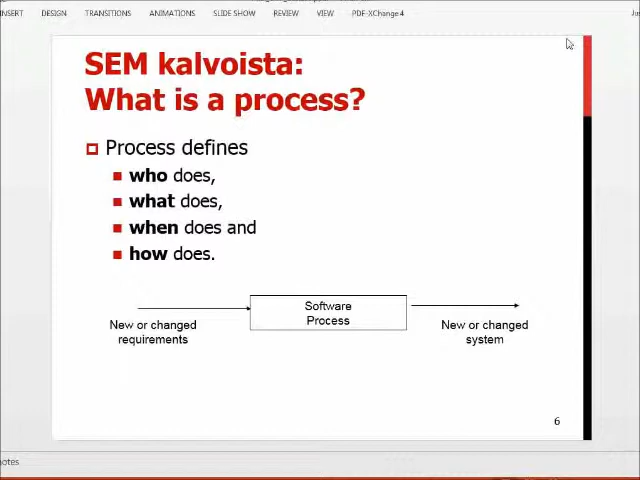 INSERT DESIGN TRANSITIONS ANIMATIONS SLIDE SHOW REVIEW VIEW PDF-XChange 4
SEM kalvoista:
What is a process?
Process defines
who does,
what does,
when does and
how does.
Software
Process
New or changed
requirements
New or changed
system
6
notes